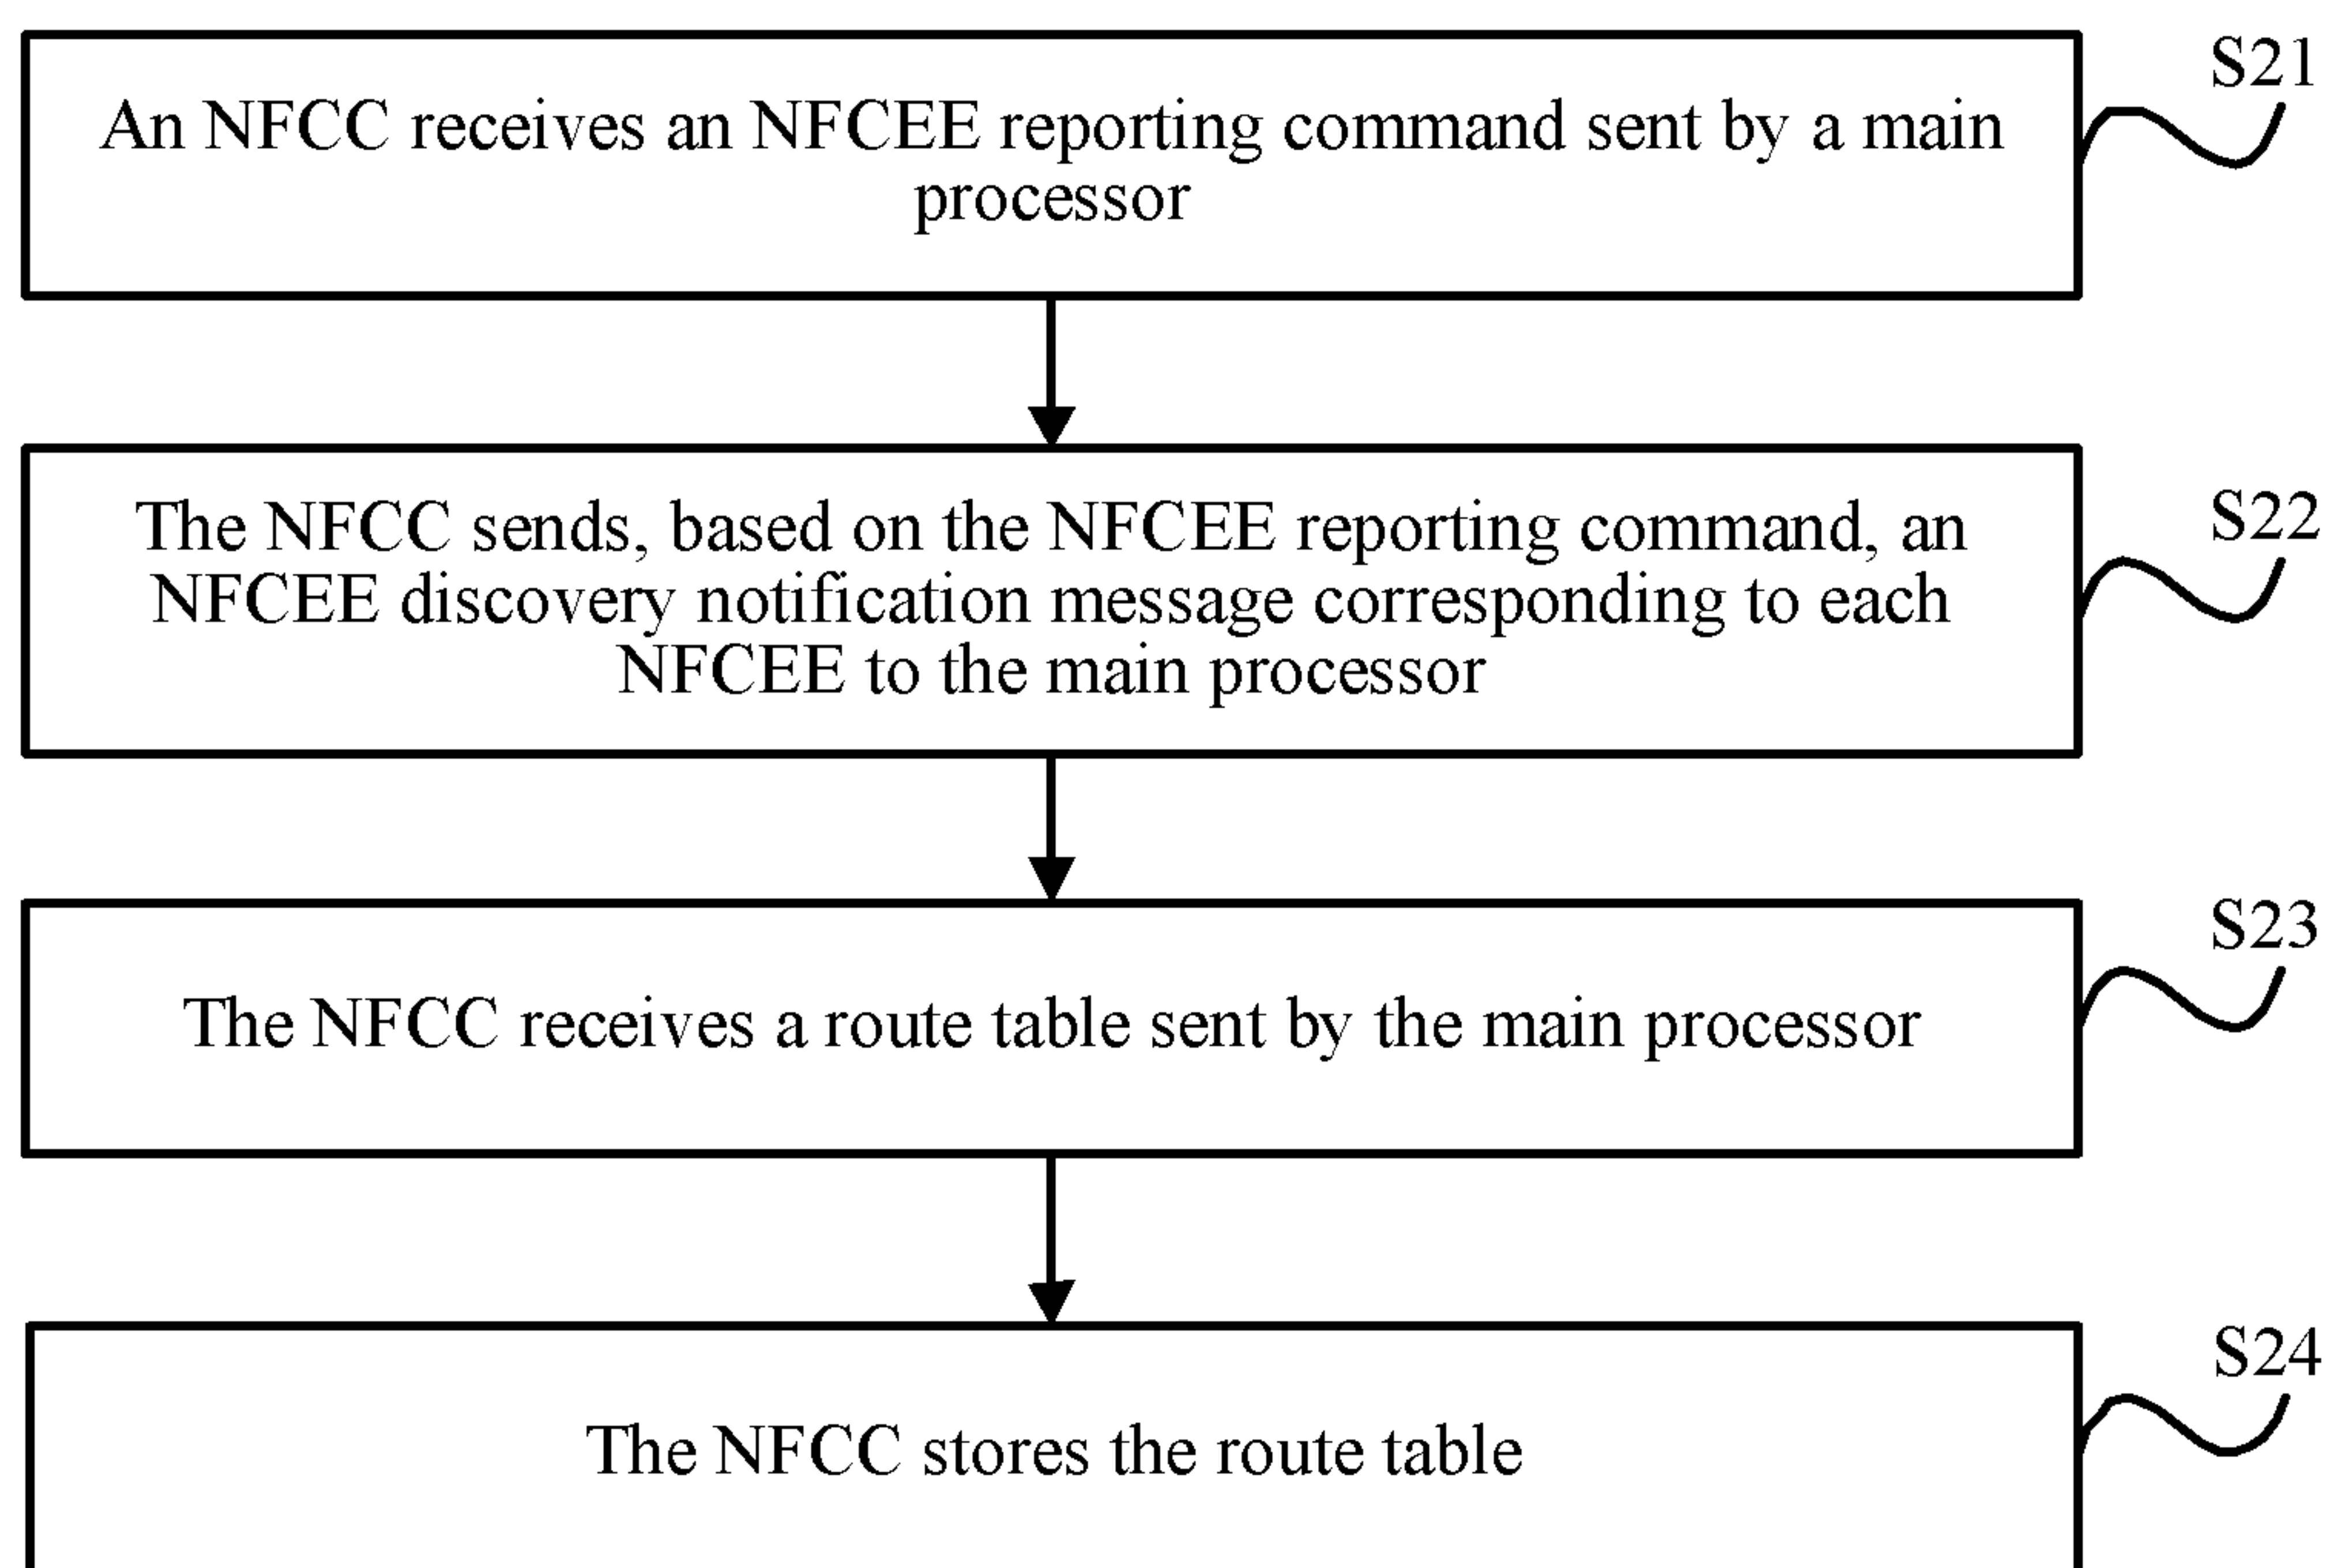 S21
An NFCC receives an NFCEE reporting command sent by a main
processor
S22
The NFCC sends, based on the NFCEE reporting command, an
NFCEE discovery notification message corresponding to each
NFCEE to the main processor
S23
The NFCC receives a route table sent by the main processor
S24
The NFCC stores the route table